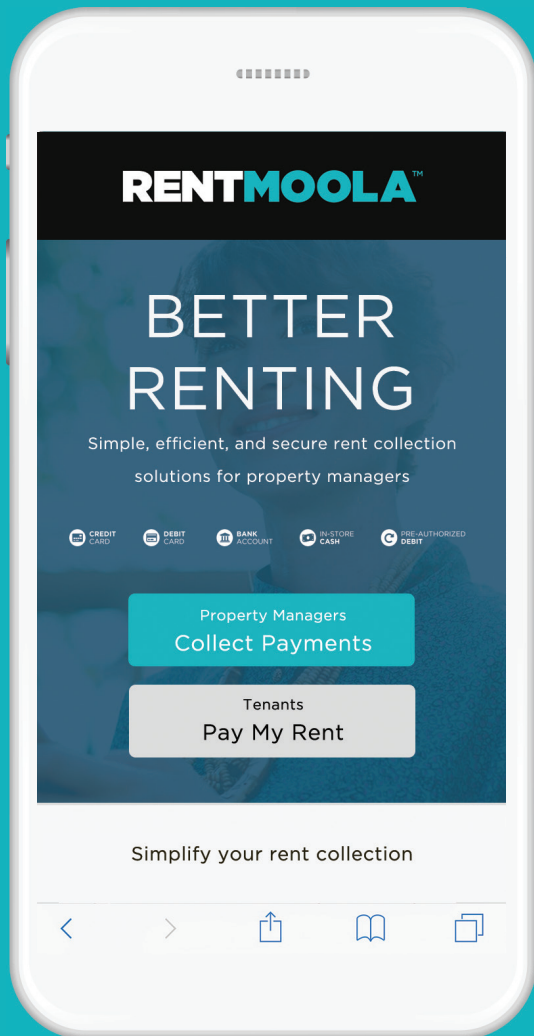 RENTMOOLA™
BETTER
RENTING
Simple, efficient, and secure rent collection
solutions for property managers
CREDIT CARD
DEBIT CARD
BANK ACCOUNT
IN-STORE CASH
PRE-AUTHORIZED DEBIT
Property Managers
Collect Payments
Tenants
Pay My Rent
Simplify your rent collection